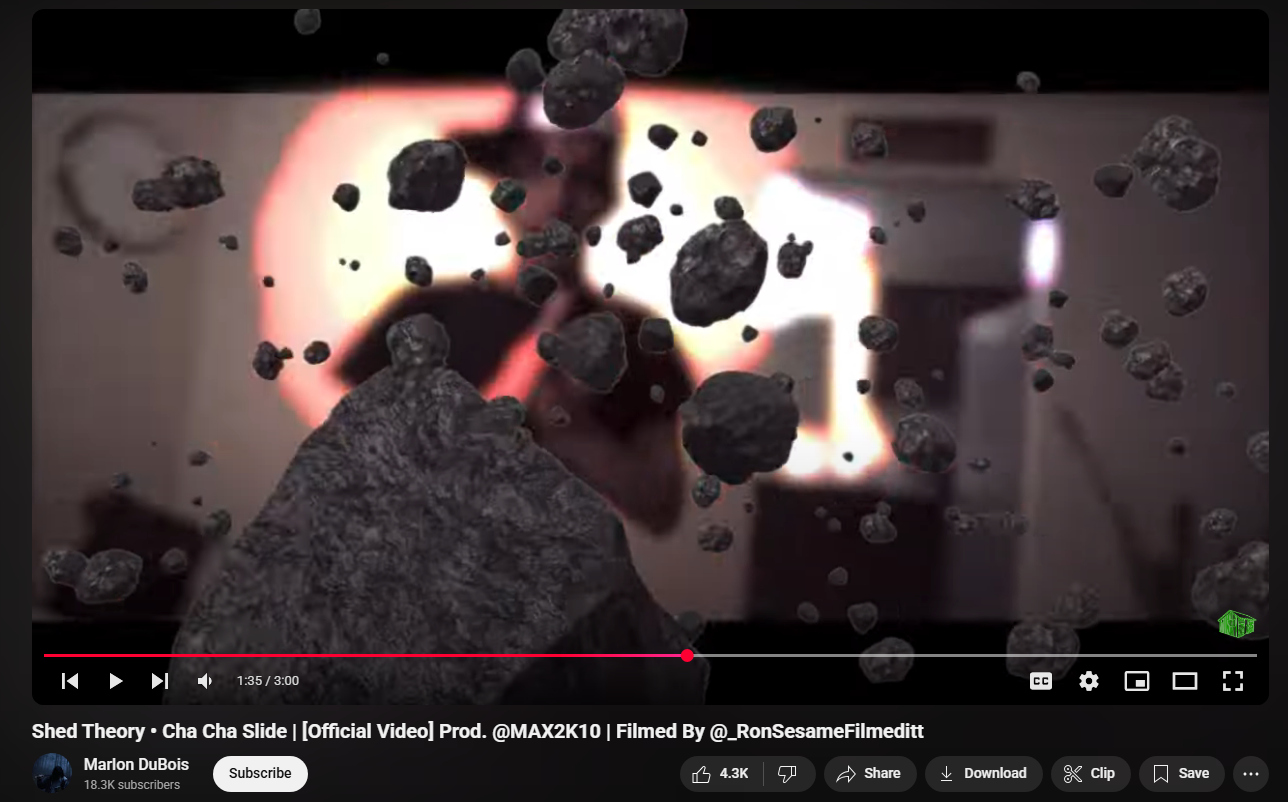 1:35 / 3:00
Shed Theory • Cha Cha Slide | [Official Video] Prod. @MAX2K10 | Filmed By @_RonSesameFilmeditt
Marlon DuBois
18.3K subscribers
Subscribe
4.3K
Share
Download
Clip
Save
CC